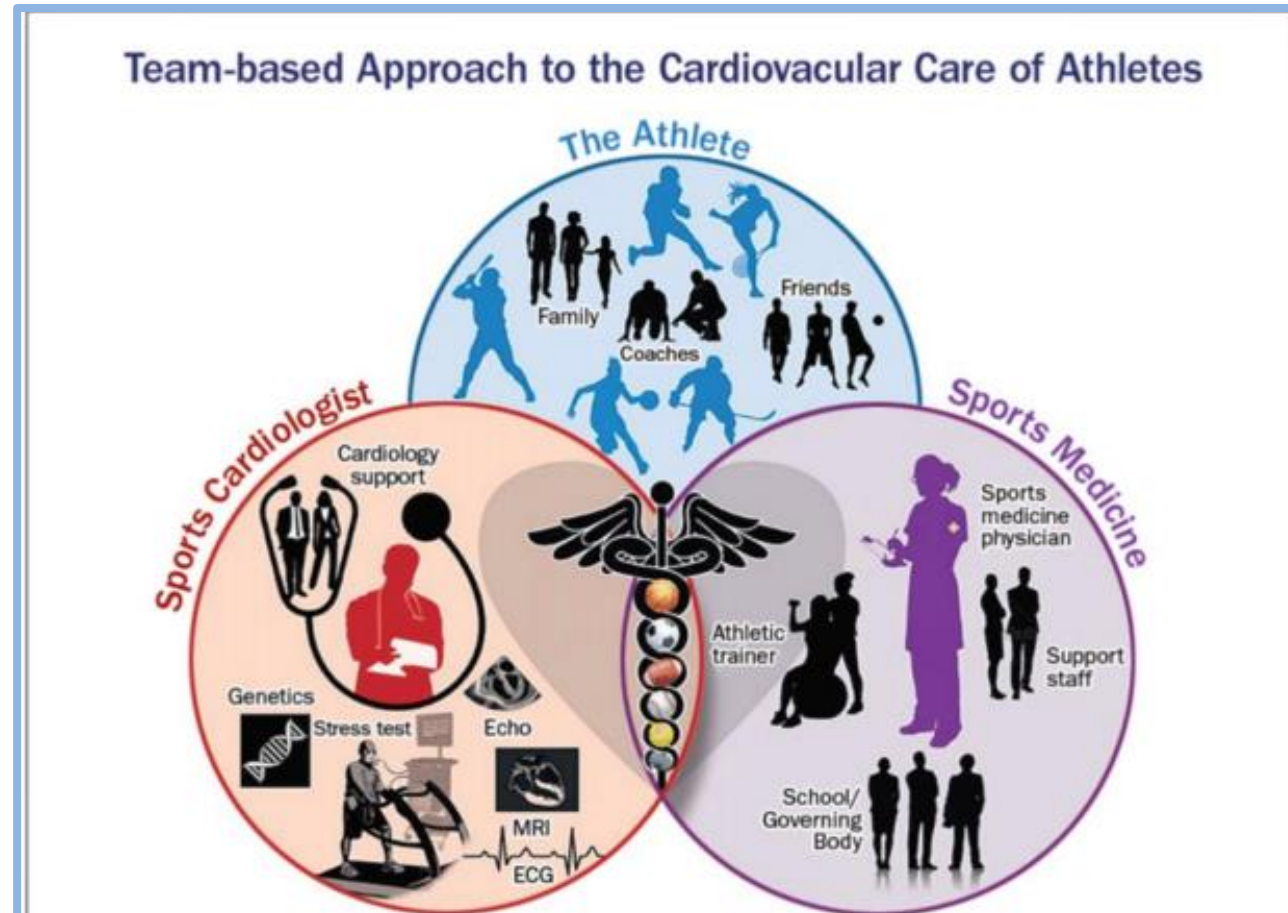 Team-based Approach to the Cardiovacular Care of Athletes
The Athlete
Family
Coaches
Friends
Sports Cardiologist
Cardiology
support
Genetics
Stress test
Echo
MRI
ECG
Sports Medicine
Sports
medicine
physician
Athletic
trainer
Support
staff
School/
Governing
Body